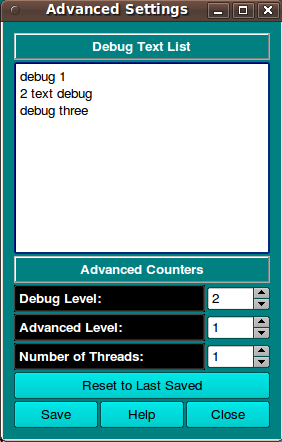 Advanced Settings
Debug Text List
debug 1
2 text debug
debug three
Advanced Counters
Debug Level: 2
Advanced Level: 1
Number of Threads: 1
Reset to Last Saved
Save Help Close